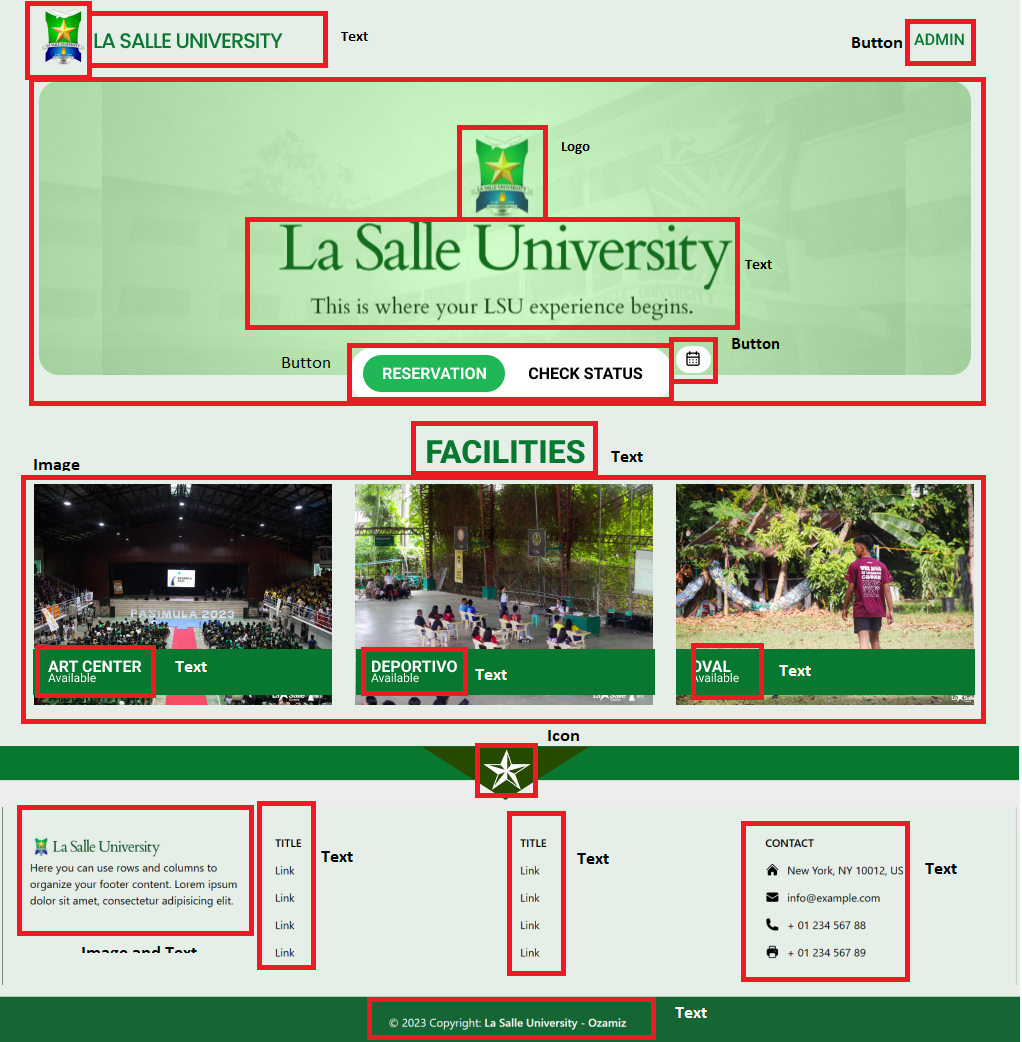 LA SALLE UNIVERSITY
Text
Button
ADMIN
Logo
La Salle University
Text
This is where your LSU experience begins.
Button
Button
RESERVATION
CHECK STATUS
FACILITIES
Text
Image
PASIMULA 2023
ART CENTER
Available
Text
DEPORTIVO
Available
Text
OVAL
Available
Text
Icon
La Salle University
Here you can use rows and columns to
organize your footer content. Lorem ipsum
dolor sit amet, consectetur adipisicing elit.
Image and Text
TITLE
Link
Link
Link
Link
Text
TITLE
Link
Link
Link
Link
Text
CONTACT
New York, NY 10012, US
info@example.com
+ 01 234 567 88
+ 01 234 567 89
Text
© 2023 Copyright: La Salle University - Ozamiz
Text